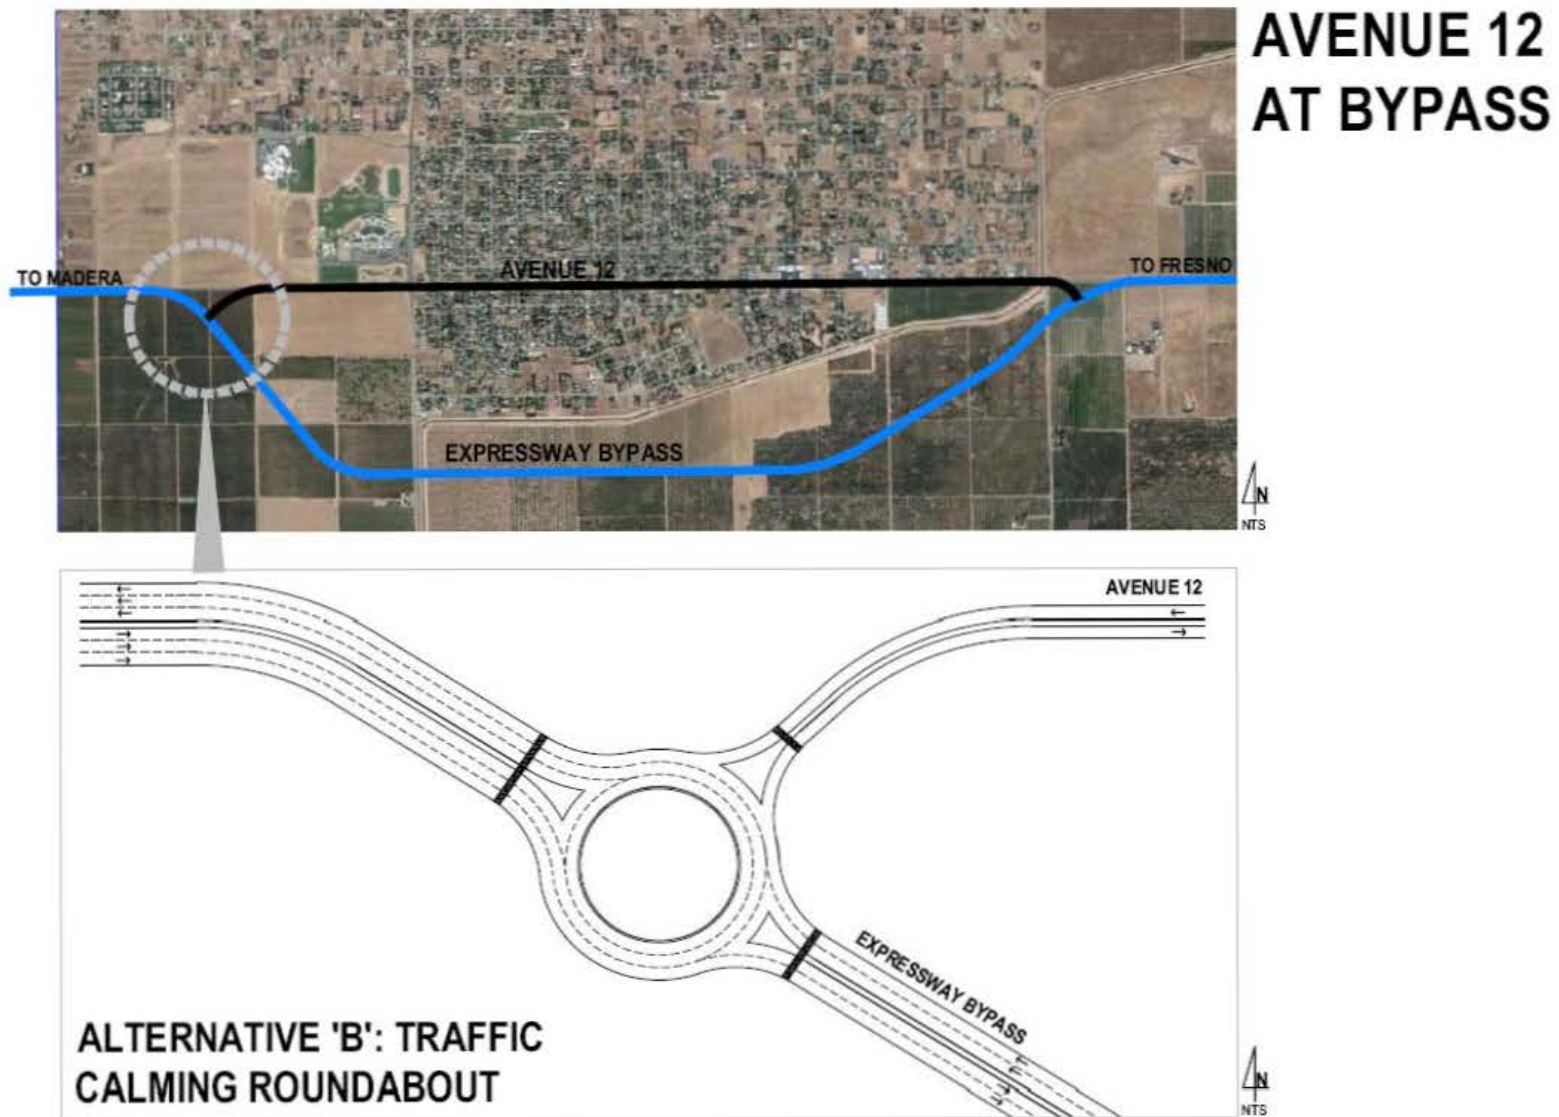 AVENUE 12
AT BYPASS
TO MADERA
AVENUE 12
TO FRESNO
EXPRESSWAY BYPASS
N
NTS
AVENUE 12
EXPRESSWAY BYPASS
ALTERNATIVE 'B': TRAFFIC
CALMING ROUNDABOUT
N
NTS